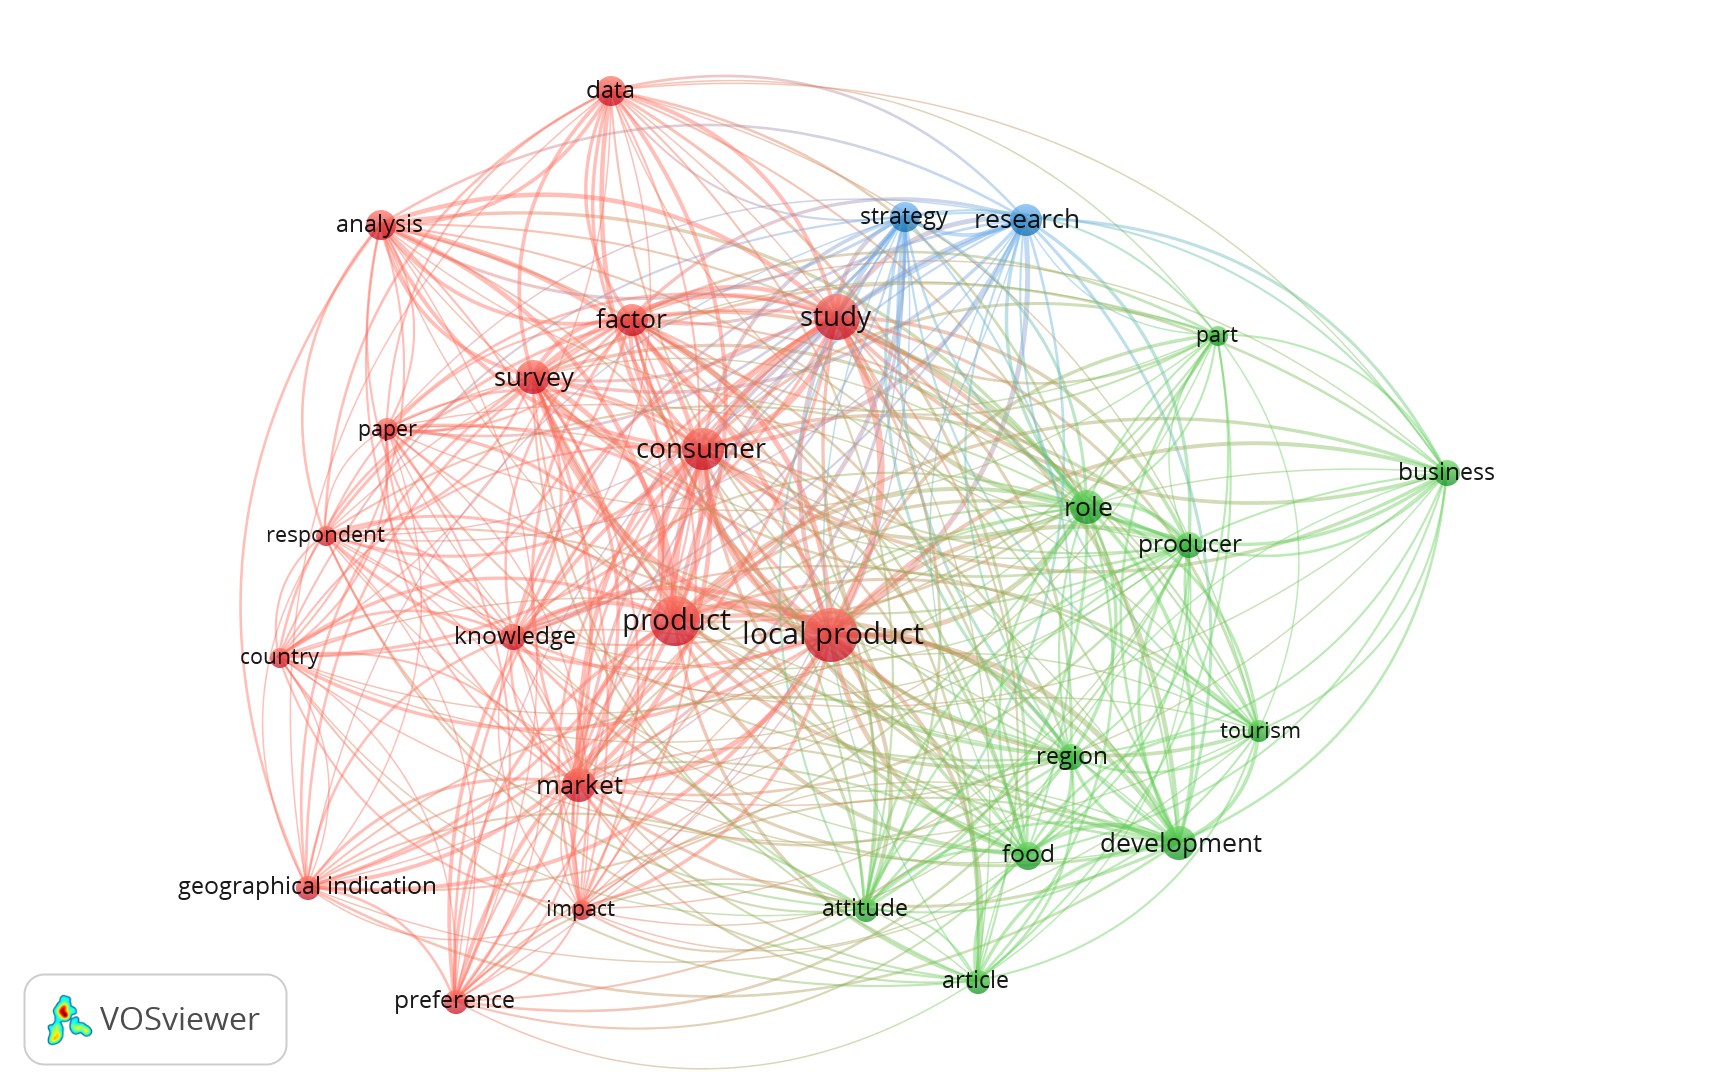 data
strategy
research
analysis
study
factor
part
survey
paper
consumer
business
role
respondent
producer
product
local product
knowledge
country
tourism
region
market
development
food
geographical indication
attitude
impact
article
preference
VOSviewer